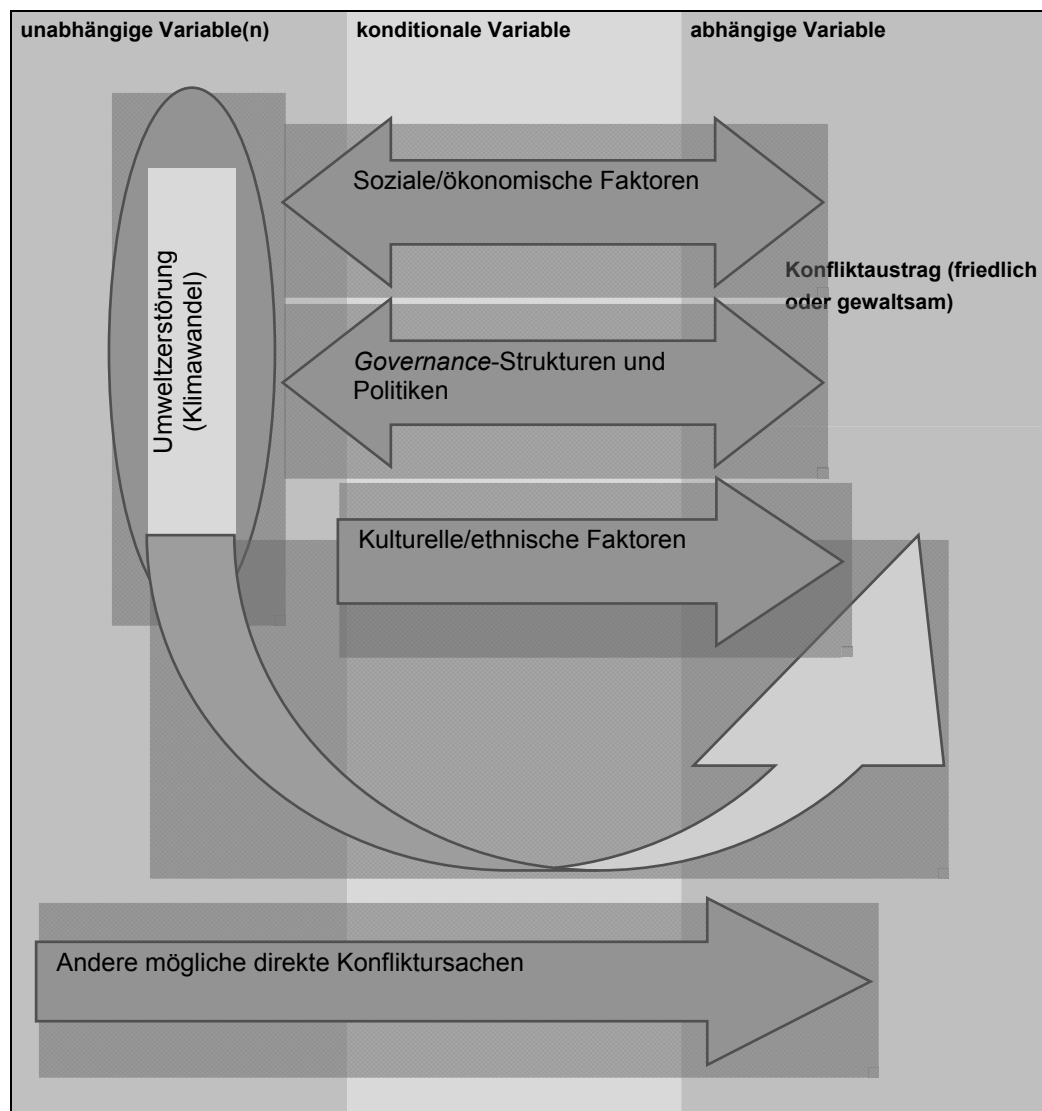 unabhängige Variable(n)
konditionale Variable
abhängige Variable
Soziale/ökonomische Faktoren
Umweltzerstörung
(Klimawandel)
Konfliktaustrag (friedlich
oder gewaltsam)
Governance-Strukturen und
Politiken
Kulturelle/ethnische Faktoren
Andere mögliche direkte Konfliktursachen